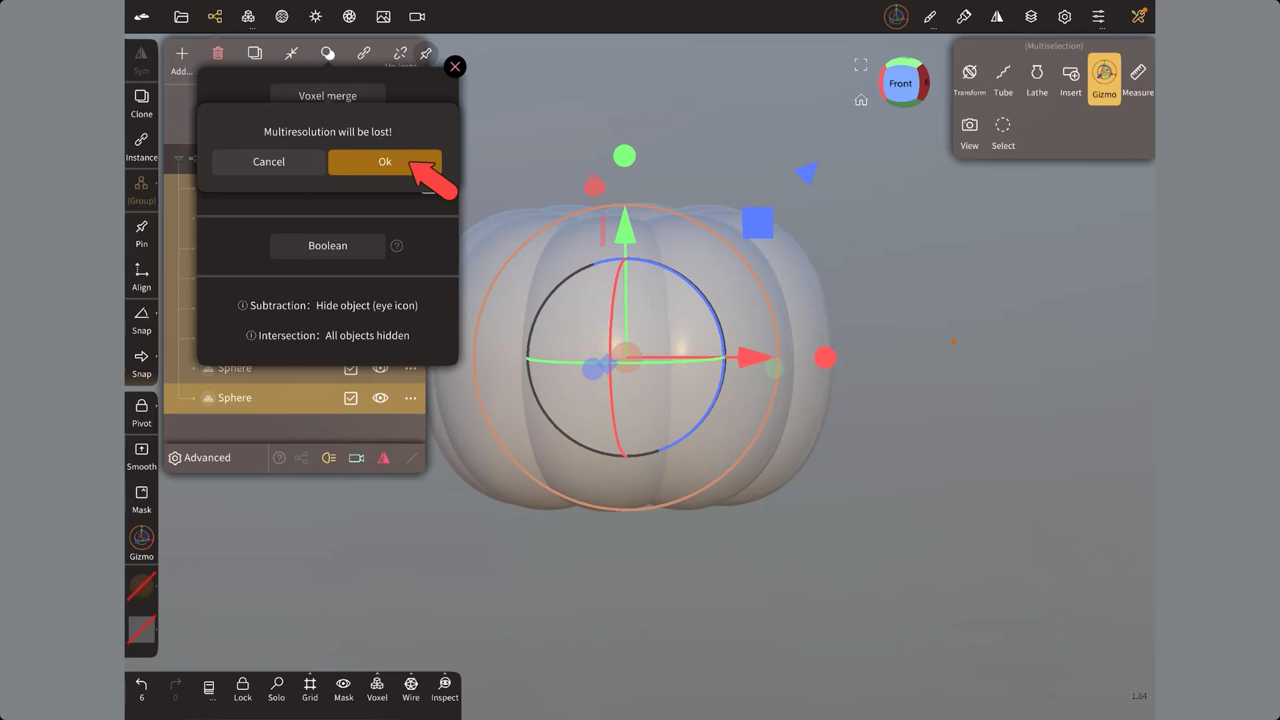 Add...
Un-insta
Voxel merge
Multiresolution will be lost!
Cancel
Ok
Boolean
?
Subtraction: Hide object (eye icon)
Intersection: All objects hidden
Sphere
Sphere
Advanced
?
Sym
Clone
Instance
(Group)
Pin
Align
Snap
Snap
Pivot
Smooth
Mask
Gizmo
6
0
...
Lock
Solo
Grid
Mask
Voxel
Wire
Inspect
Front
(Multiselection)
Transform
Tube
Lathe
Insert
Gizmo
Measure
View
Select
1.84